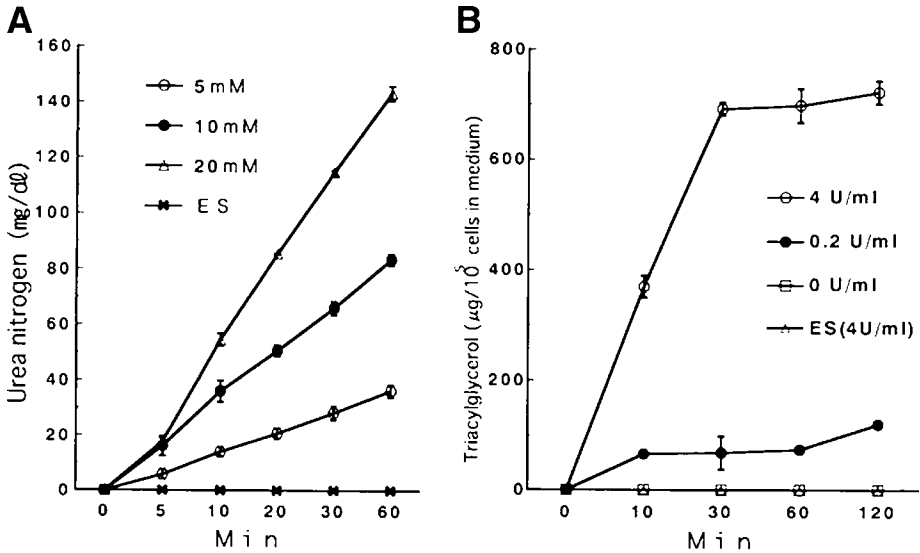 A
Urea nitrogen (mg/dℓ)
160
140
120
100
80
60
40
20
0
5mM
10mM
20mM
ES
0 5 10 20 30 60
Min
B
Triacylglycerol (μg/10⁵ cells in medium)
800
600
400
200
0
4 U/ml
0.2 U/ml
0 U/ml
ES(4U/ml)
0 10 30 60 120
Min